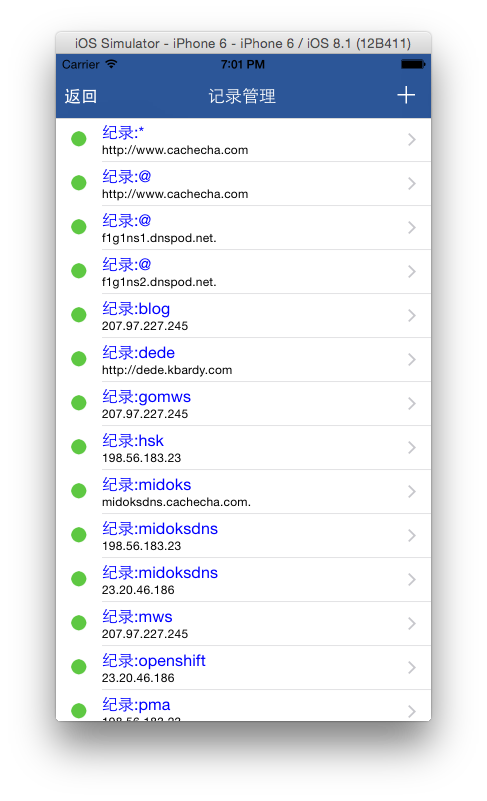 iOS Simulator - iPhone 6 - iPhone 6 / iOS 8.1 (12B411)
Carrier 7:01 PM
返回 记录管理
纪录:*
http://www.cachecha.com
纪录:@
http://www.cachecha.com
纪录:@
f1g1ns1.dnspod.net.
纪录:@
f1g1ns2.dnspod.net.
纪录:blog
207.97.227.245
纪录:dede
http://dede.kbardy.com
纪录:gomws
207.97.227.245
纪录:hsk
198.56.183.23
纪录:midoks
midoksdns.cachecha.com.
纪录:midoksdns
198.56.183.23
纪录:midoksdns
23.20.46.186
纪录:mws
207.97.227.245
纪录:openshift
23.20.46.186
纪录:pma
198.56.183.23